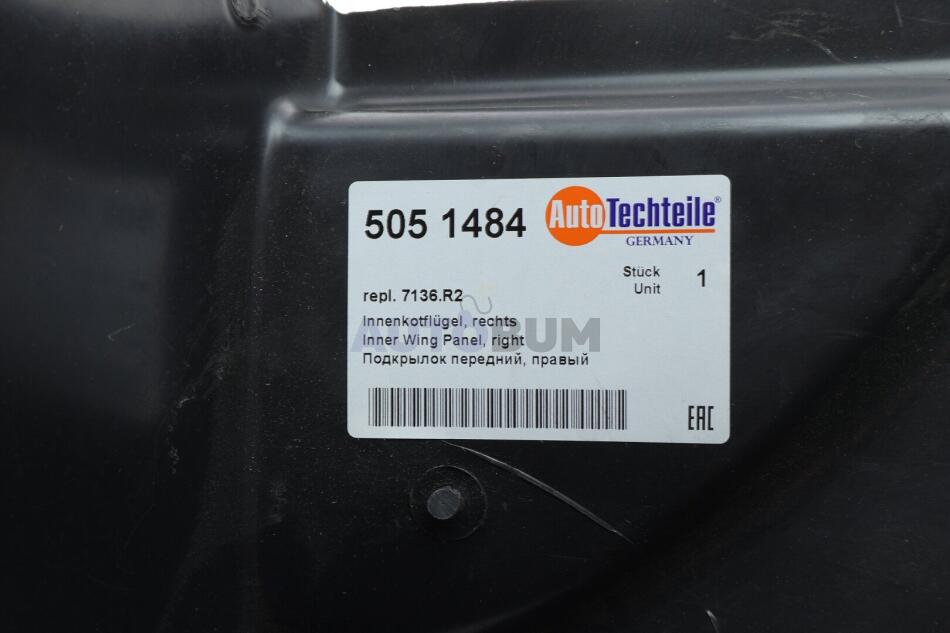 505 1484
AutoTechteile®
GERMANY
Stück 1
Unit
repl. 7136.R2
Innenkotflügel, rechts
Inner Wing Panel, right
Подкрылок передний, правый
AUTOBUM
EAC